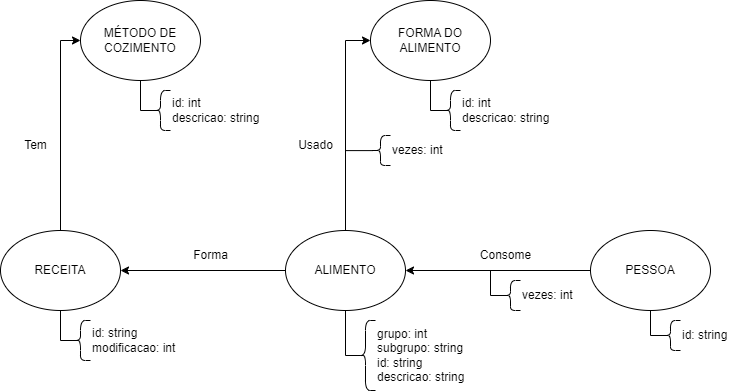 MÉTODO DE
COZIMENTO
FORMA DO
ALIMENTO
id: int
descricao: string
id: int
descricao: string
Tem
Usado
vezes: int
Forma
Consome
RECEITA
ALIMENTO
PESSOA
vezes: int
id: string
modificacao: int
grupo: int
subgrupo: string
id: string
descricao: string
id: string